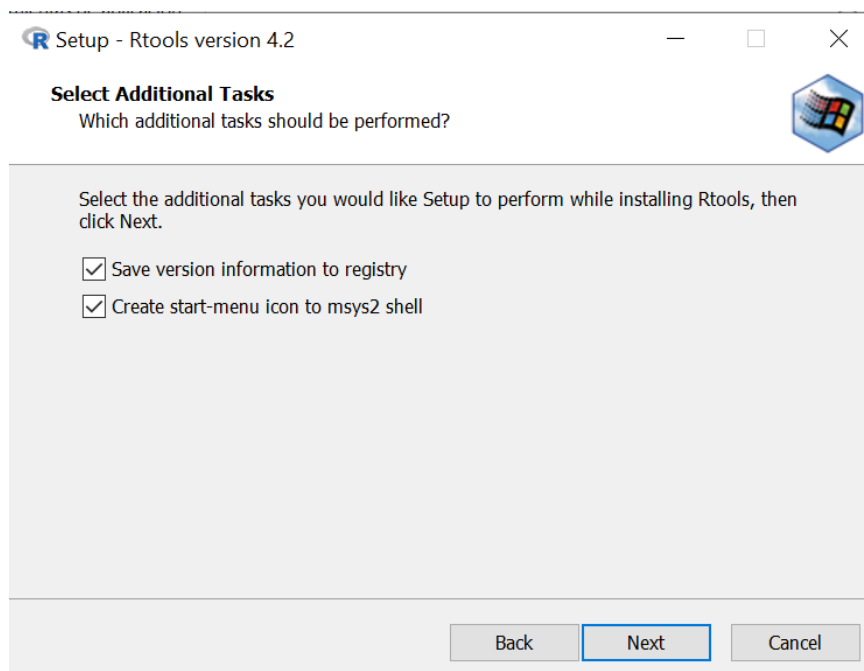 Setup - Rtools version 4.2
Select Additional Tasks
Which additional tasks should be performed?
Select the additional tasks you would like Setup to perform while installing Rtools, then
click Next.
Save version information to registry
Create start-menu icon to msys2 shell
Back Next Cancel